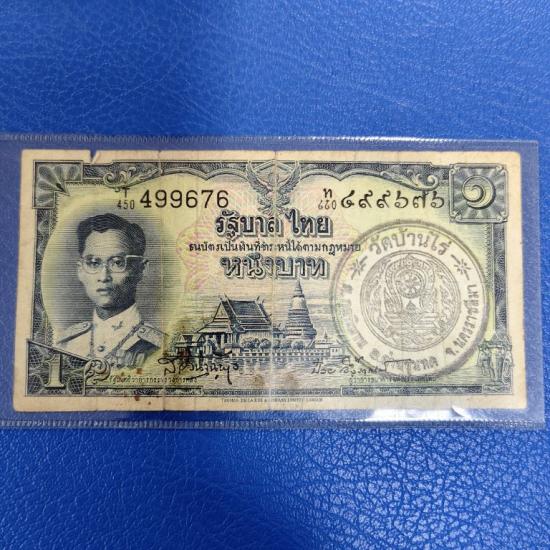 T/450 499676
ท/๔๕๐ ๔๙๙๖๗๖
๑
รัฐบาลไทย
ธนบัตรเป็นเงินที่ชำระหนี้ได้ตามกฎหมาย
หนึ่งบาท
วัดบ้านไร่
จ.นครราชสีมา
1
THOMAS DE LA RUE & COMPANY LIMITED LONDON